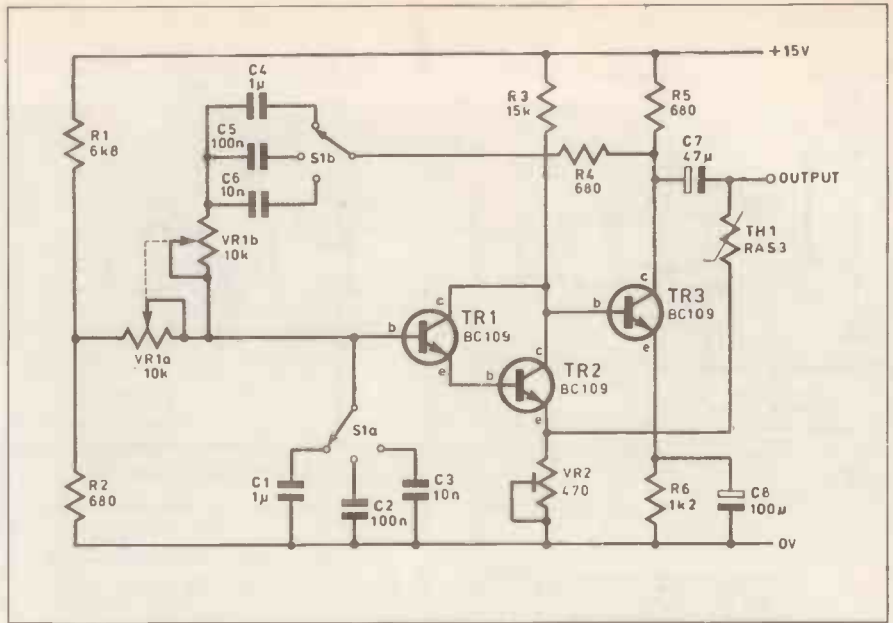 +15V
C4
1µ
R1
6k8
C5
100n
S1b
C6
10n
R3
15k
R5
680
R4
680
C7
47µ
OUTPUT
TH1
RAS3
VR1b
10k
VR1a
10k
b
c
TR1
BC109
e
b
c
TR2
BC109
e
b
c
TR3
BC109
e
S1a
R2
680
C1
1µ
C2
100n
C3
10n
VR2
470
R6
1k2
C8
100µ
0V